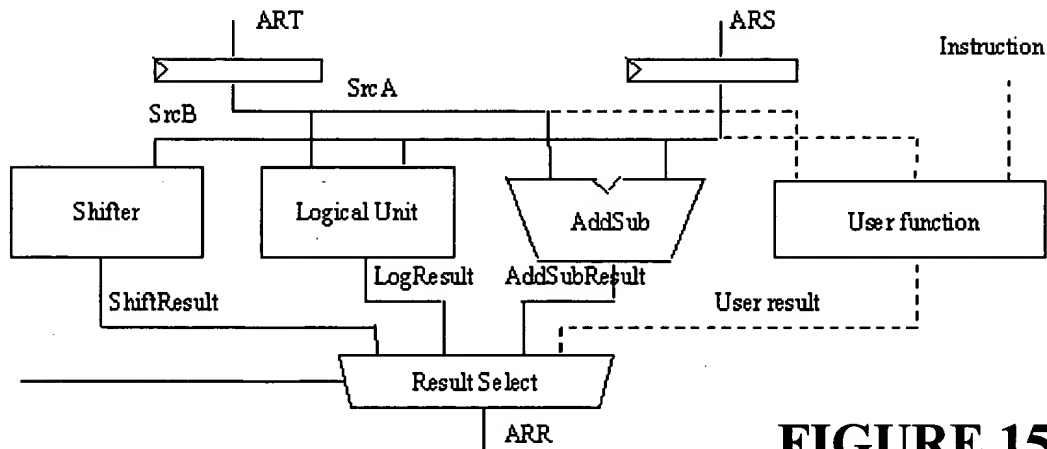 ART
ARS
Instruction
SrcA
SrcB
Shifter
Logical Unit
AddSub
User function
LogResult
AddSubResult
ShiftResult
User result
Result Select
ARR
FIGURE 15